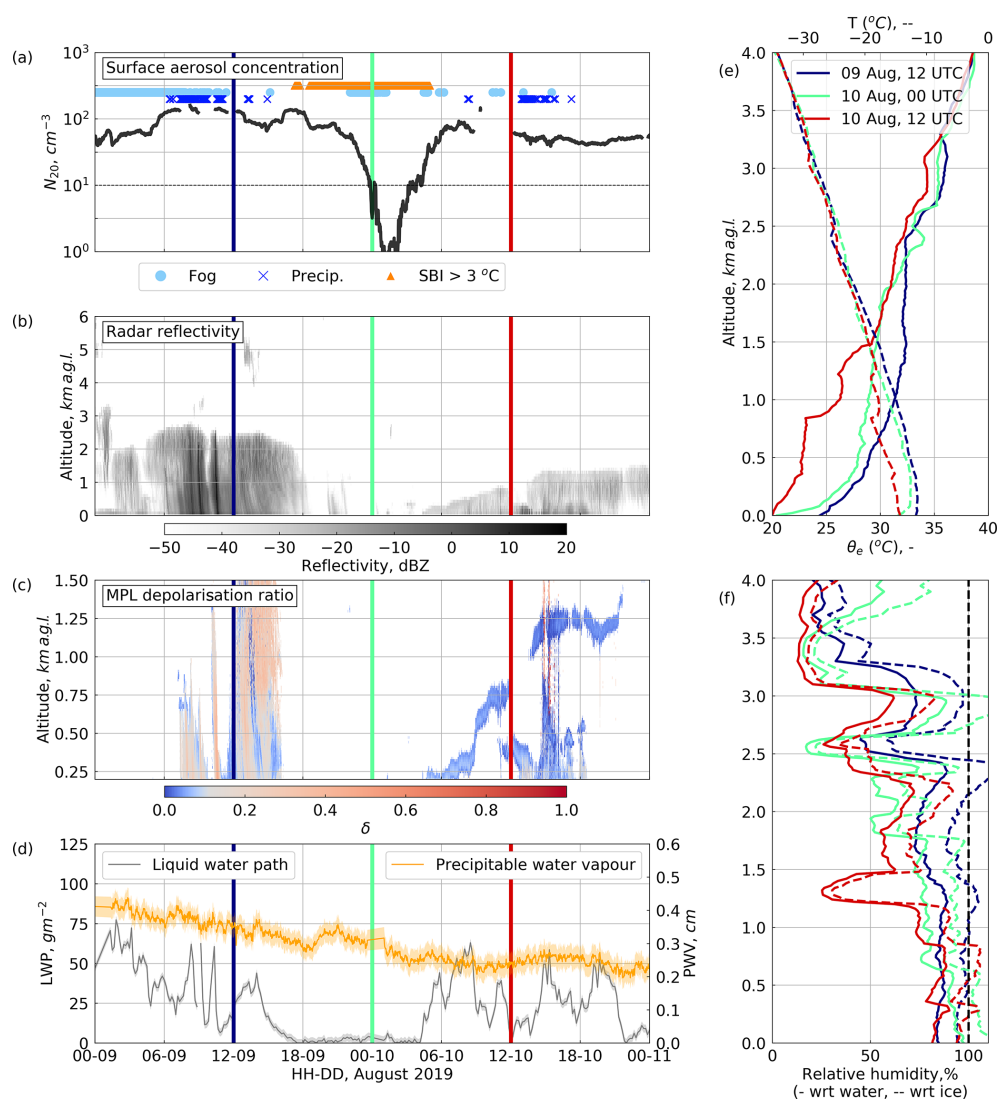 (a)
Surface aerosol concentration
10³
10²
10¹
10⁰
N₂₀, cm⁻³
Fog
Precip.
SBI > 3 °C
(b)
Radar reflectivity
6
5
4
3
2
1
0
Altitude, km a.g.l.
−50
−40
−30
−20
−10
0
10
20
Reflectivity, dBZ
(c)
MPL depolarisation ratio
1.50
1.25
1.00
0.75
0.50
0.25
Altitude, km a.g.l.
0.0
0.2
0.4
0.6
0.8
1.0
δ
(d)
Liquid water path
Precipitable water vapour
125
100
75
50
25
0
LWP, gm⁻²
0.6
0.5
0.4
0.3
0.2
0.1
0.0
PWV, cm
00-09
06-09
12-09
18-09
00-10
06-10
12-10
18-10
00-11
HH-DD, August 2019
T (°C), --
−30
−20
−10
0
(e)
09 Aug, 12 UTC
10 Aug, 00 UTC
10 Aug, 12 UTC
4.0
3.5
3.0
2.5
2.0
1.5
1.0
0.5
0.0
Altitude, km a.g.l.
20
25
30
35
40
θₑ (°C), -
(f)
4.0
3.5
3.0
2.5
2.0
1.5
1.0
0.5
0.0
0
50
100
Relative humidity,%
(- wrt water, -- wrt ice)